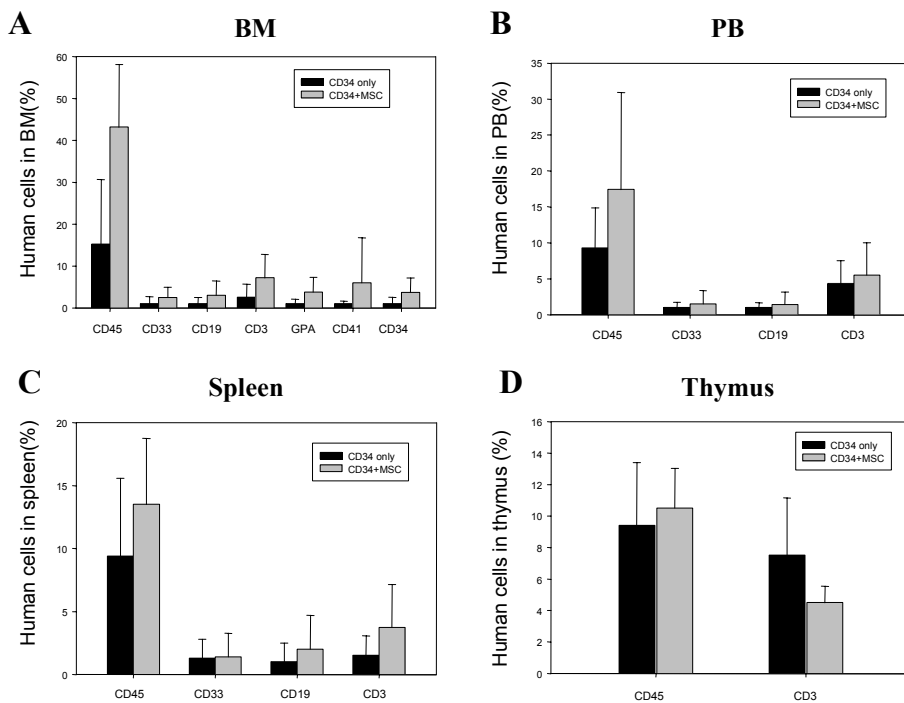 A
BM
Human cells in BM(%)
60
50
40
30
20
10
0
CD34 only
CD34+MSC
CD45 CD33 CD19 CD3 GPA CD41 CD34
B
PB
Human cells in PB(%)
35
30
25
20
15
10
5
0
CD34 only
CD34+MSC
CD45 CD33 CD19 CD3
C
Spleen
Human cells in spleen(%)
20
15
10
5
0
CD34 only
CD34+MSC
CD45 CD33 CD19 CD3
D
Thymus
Human cells in thymus (%)
16
14
12
10
8
6
4
2
0
CD34 only
CD34+MSC
CD45 CD3